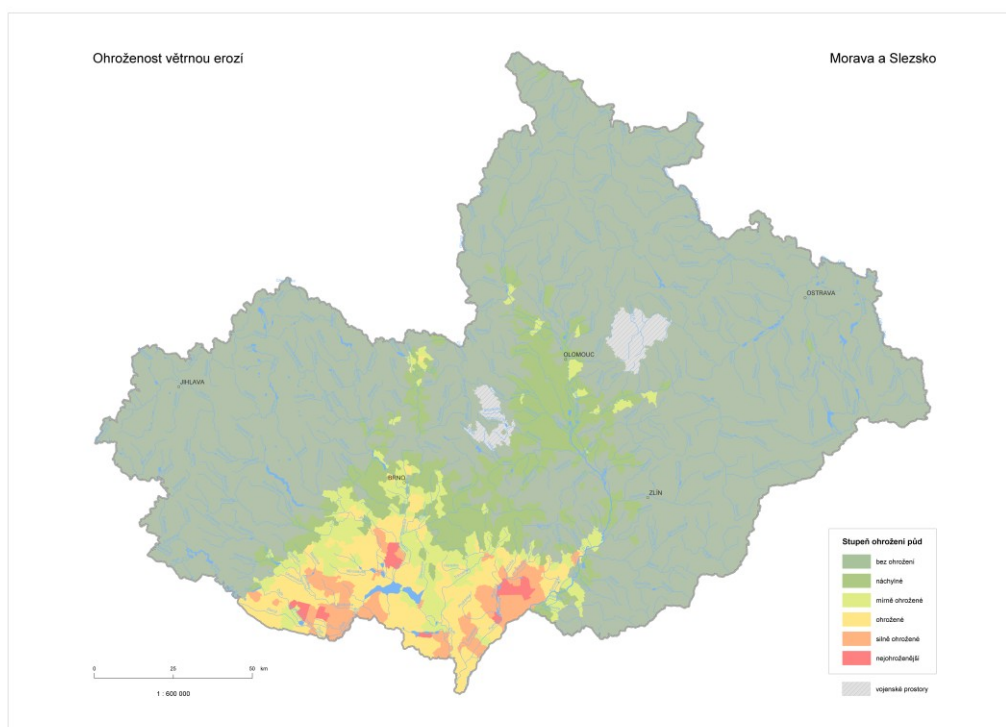 Ohroženost větrnou erozí
Morava a Slezsko
OSTRAVA
OLOMOUC
JIHLAVA
BRNO
ZLÍN
Stupeň ohrožení půd
bez ohrožení
náchylné
mírně ohrožené
ohrožené
silně ohrožené
nejohroženější
vojenské prostory
0 25 50 km
1 : 600 000